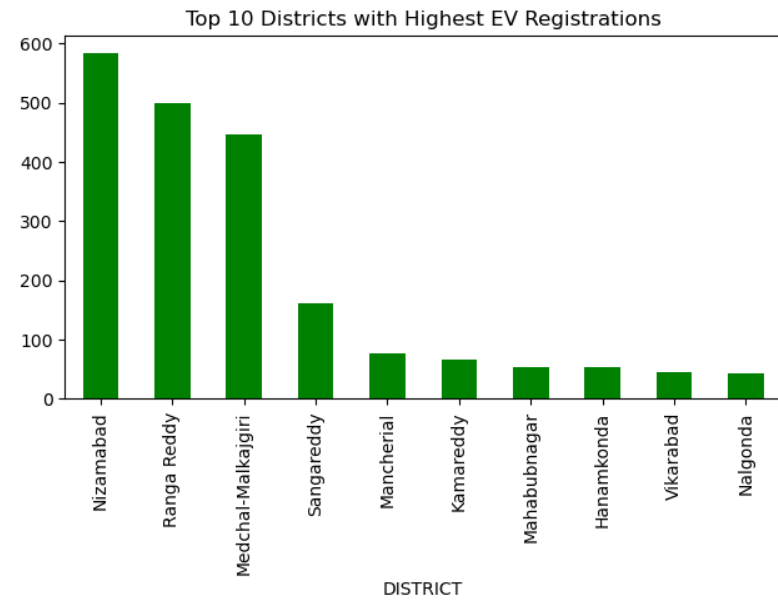 Top 10 Districts with Highest EV Registrations
600
500
400
300
200
100
0
Nizamabad
Ranga Reddy
Medchal-Malkajgiri
Sangareddy
Mancherial
Kamareddy
Mahabubnagar
Hanamkonda
Vikarabad
Nalgonda
DISTRICT